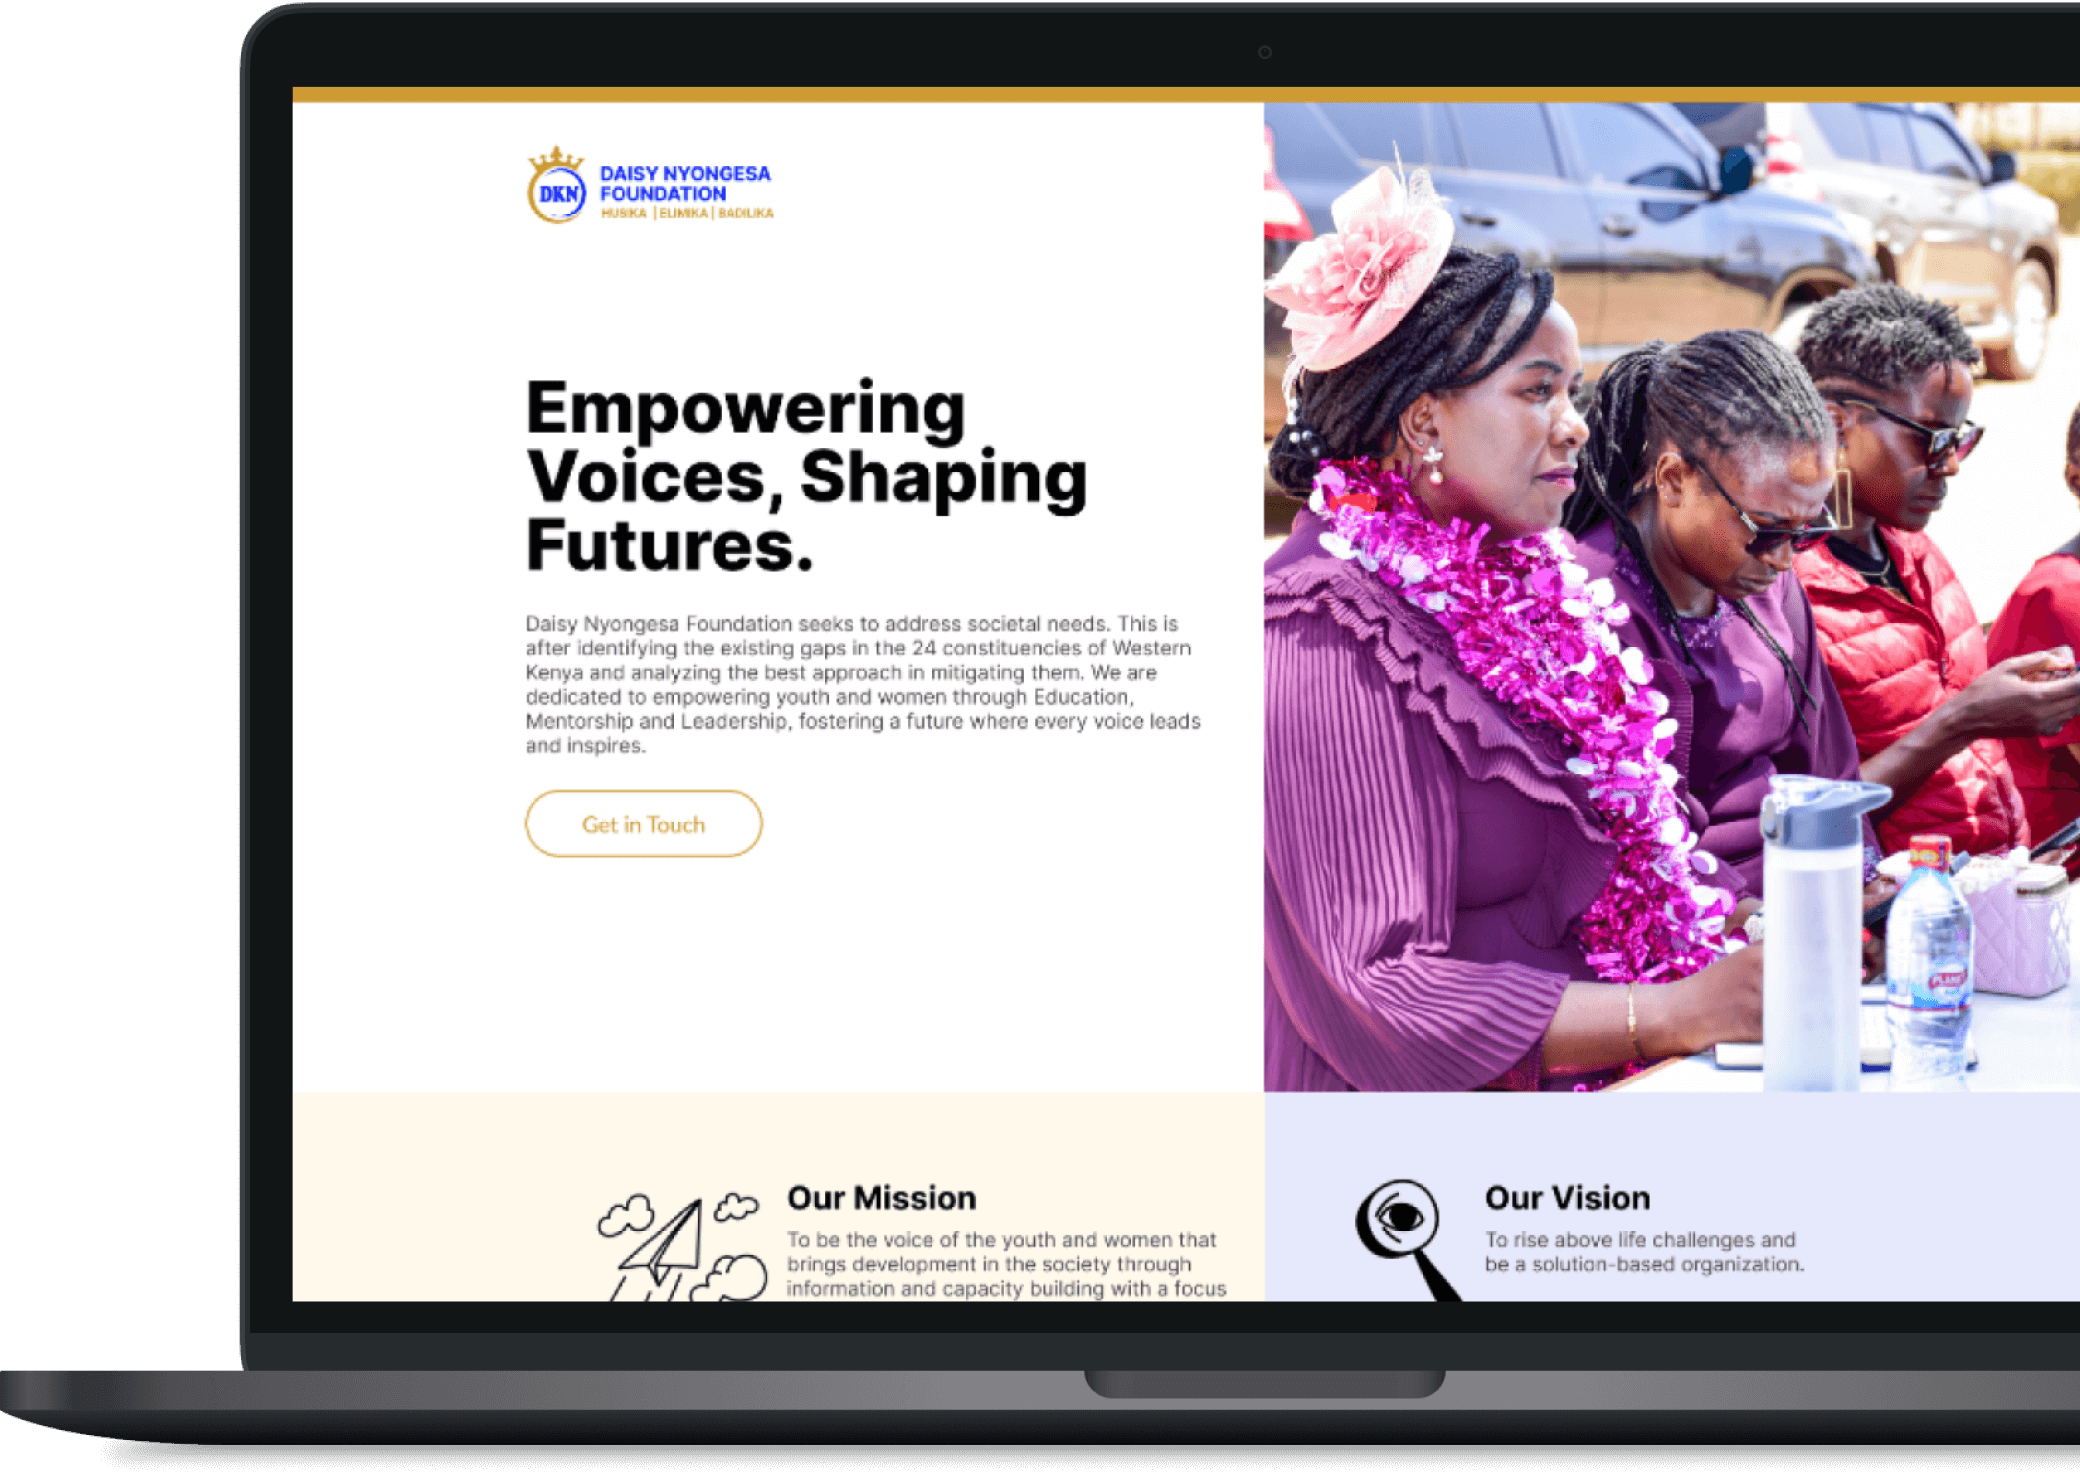 DKN
DAISY NYONGESA
FOUNDATION
HUSIKA | ELIMIKA | BADILIKA
Empowering
Voices, Shaping
Futures.
Daisy Nyongesa Foundation seeks to address societal needs. This is
after identifying the existing gaps in the 24 constituencies of Western
Kenya and analyzing the best approach in mitigating them. We are
dedicated to empowering youth and women through Education,
Mentorship and Leadership, fostering a future where every voice leads
and inspires.
Get in Touch
Our Mission
To be the voice of the youth and women that
brings development in the society through
information and capacity building with a focus
Our Vision
To rise above life challenges and
be a solution-based organization.